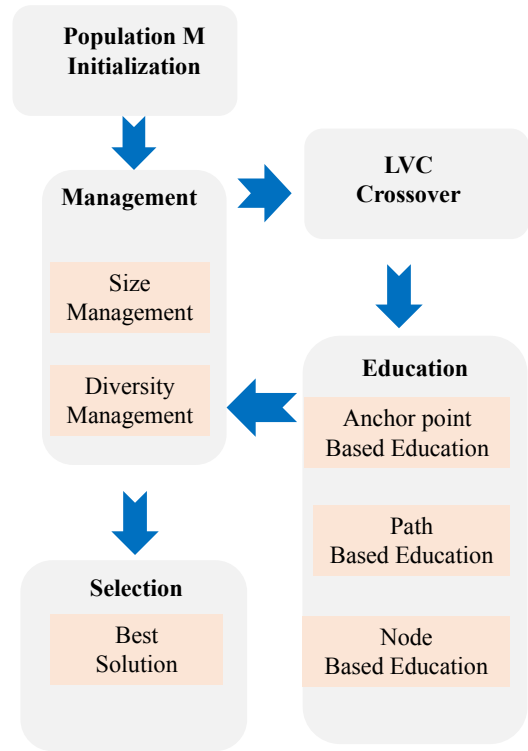 Population M
Initialization
Management
Size
Management
Diversity
Management
LVC
Crossover
Education
Anchor point
Based Education
Path
Based Education
Node
Based Education
Selection
Best
Solution